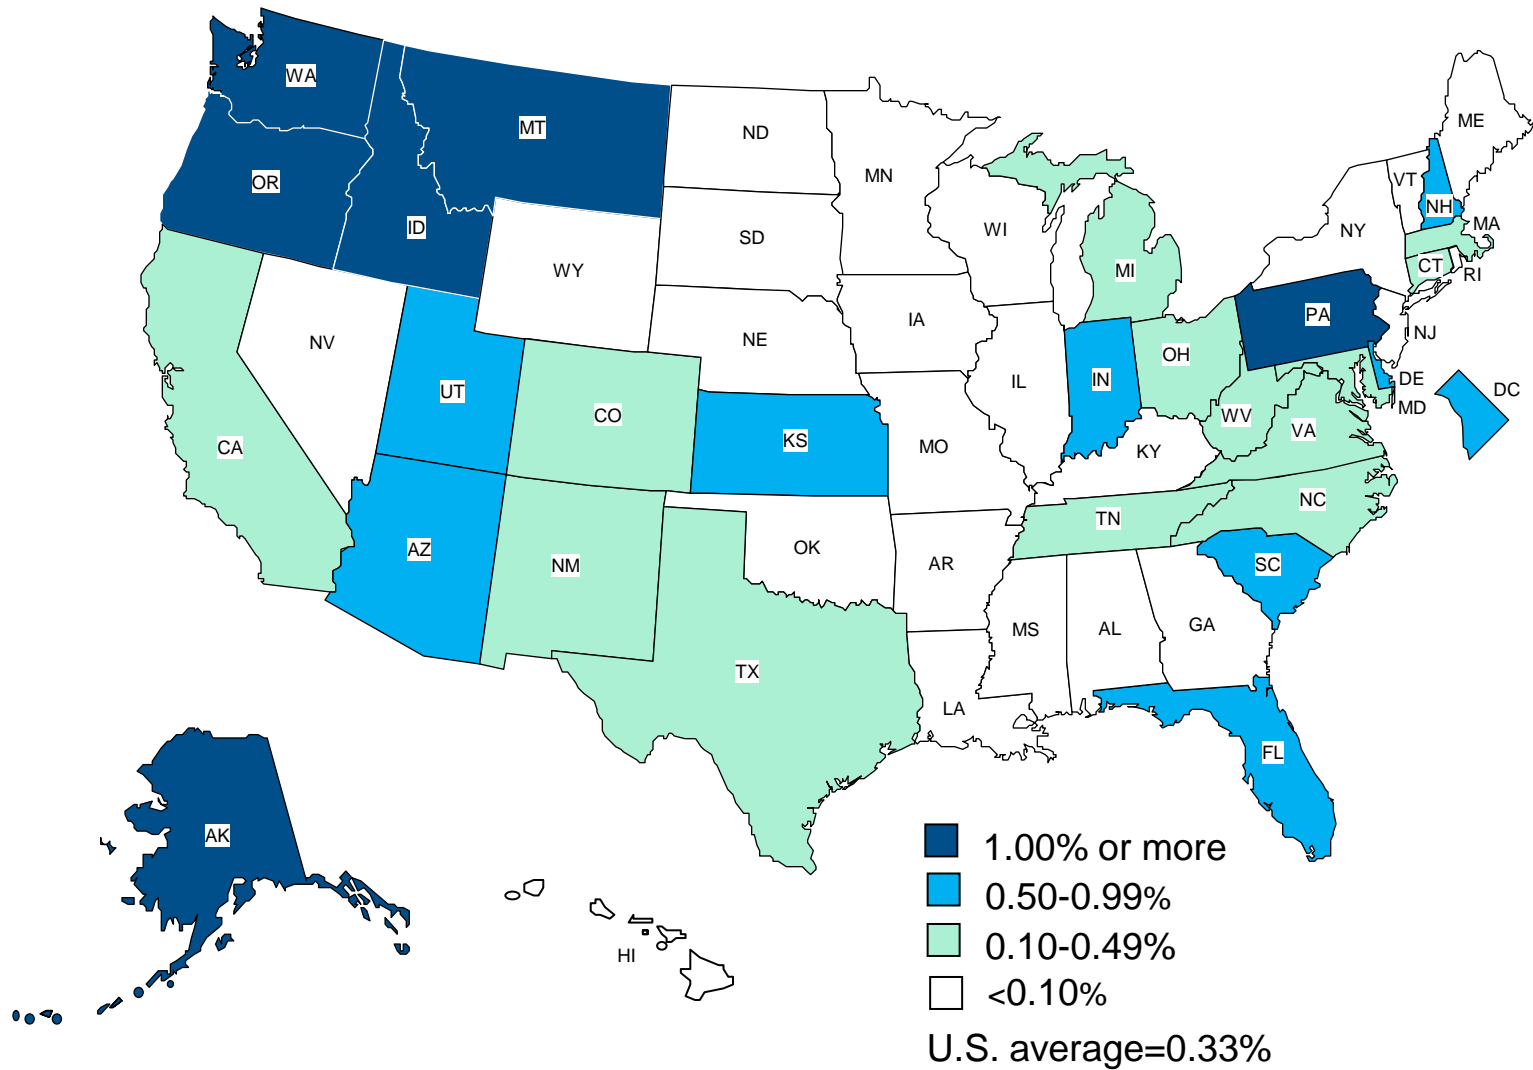 WA
MT
ND
ME
MN
VT
OR
NH
MA
ID
SD
WI
NY
CT
RI
WY
MI
PA
IA
NJ
NV
NE
OH
UT
IL
IN
DE
DC
MD
CO
WV
VA
CA
KS
MO
KY
NC
TN
AZ
OK
NM
AR
SC
MS
AL
GA
TX
LA
FL
AK
HI
1.00% or more
0.50-0.99%
0.10-0.49%
<0.10%
U.S. average=0.33%